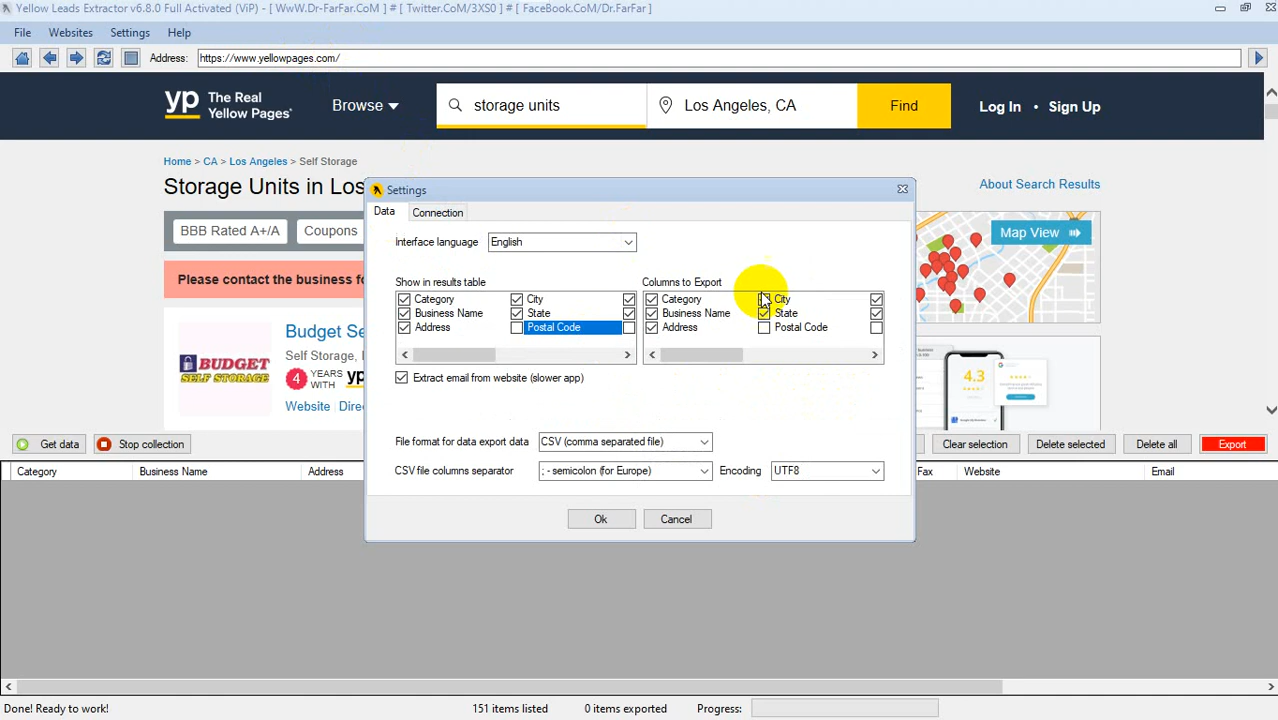 Yellow Leads Extractor v6.8.0 Full Activated (ViP) - [ WwW.Dr-FarFar.CoM ] # [ Twitter.CoM/3XS0 ] # [ FaceBook.CoM/Dr.FarFar ]
File Websites Settings Help
Address: https://www.yellowpages.com/
yp The Real Yellow Pages® Browse storage units Los Angeles, CA Find Log In • Sign Up
Home > CA > Los Angeles > Self Storage
Storage Units in Los
About Search Results
BBB Rated A+/A Coupons
Map View
Please contact the business fo
Budget Se
Self Storage,
BUDGET
SELF STORAGE
4 YEARS WITH yp
Website Direc
4.3
Settings
Data Connection
Interface language English
Show in results table
Columns to Export
Category City
Business Name State
Address Postal Code
Category City
Business Name State
Address Postal Code
Extract email from website (slower app)
File format for data export data CSV (comma separated file)
CSV file columns separator ; - semicolon (for Europe) Encoding UTF8
Ok Cancel
Get data Stop collection Clear selection Delete selected Delete all Export
Category Business Name Address Fax Website Email
Done! Ready to work! 151 items listed 0 items exported Progress: